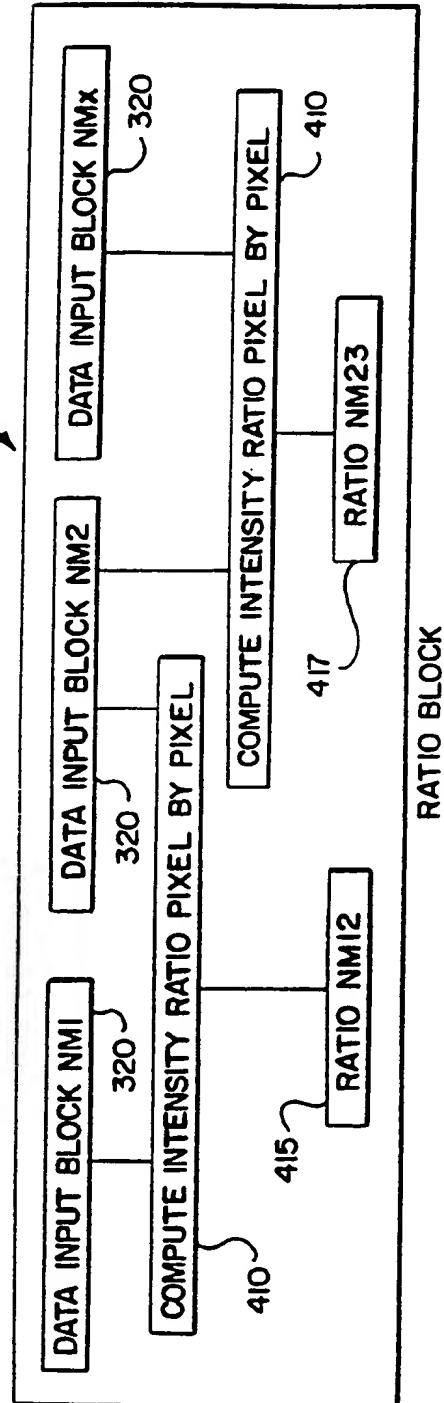 DATA INPUT BLOCK NM1
320
DATA INPUT BLOCK NM2
320
DATA INPUT BLOCK NMX
320
COMPUTE INTENSITY RATIO PIXEL BY PIXEL
410
COMPUTE INTENSITY RATIO PIXEL BY PIXEL
410
415
RATIO NM12
417
RATIO NM23
RATIO BLOCK